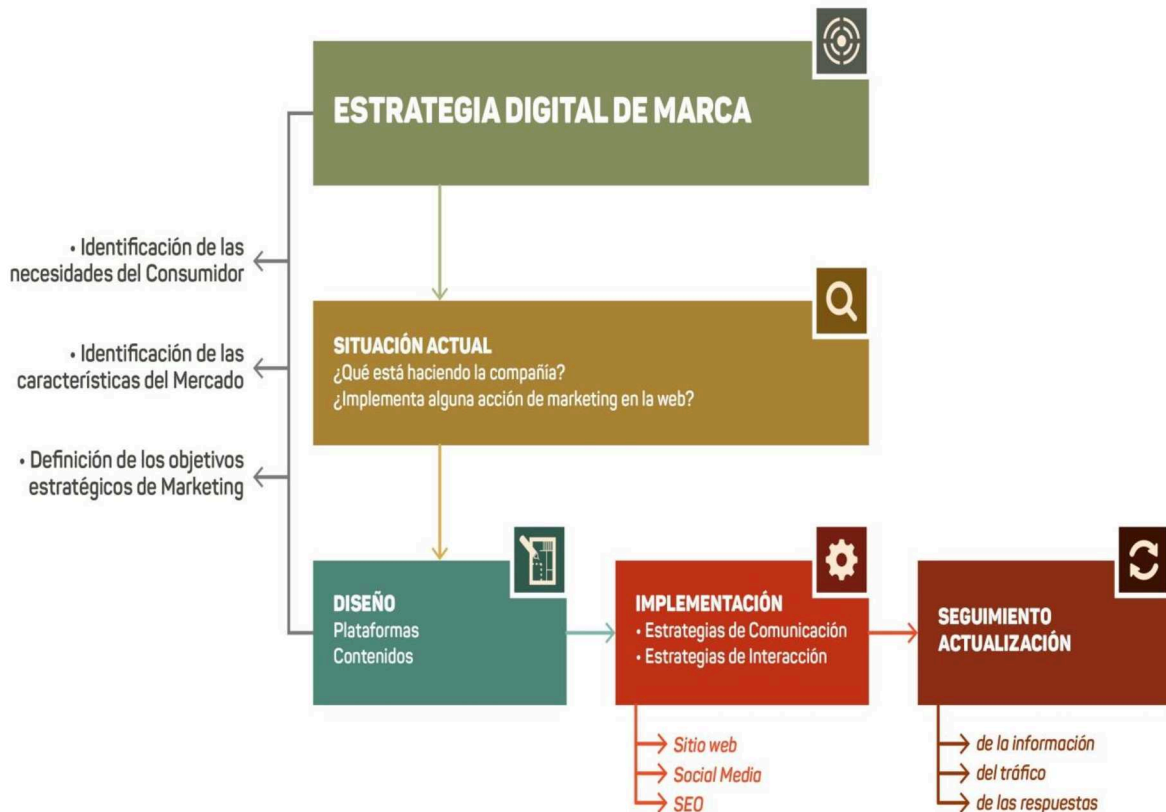 ESTRATEGIA DIGITAL DE MARCA
• Identificación de las
necesidades del Consumidor
• Identificación de las
características del Mercado
• Definición de los objetivos
estratégicos de Marketing
SITUACIÓN ACTUAL
¿Qué está haciendo la compañía?
¿Implementa alguna acción de marketing en la web?
DISEÑO
Plataformas
Contenidos
IMPLEMENTACIÓN
• Estrategias de Comunicación
• Estrategias de Interacción
Sitio web
Social Media
SEO
SEGUIMIENTO
ACTUALIZACIÓN
de la información
del tráfico
de las respuestas